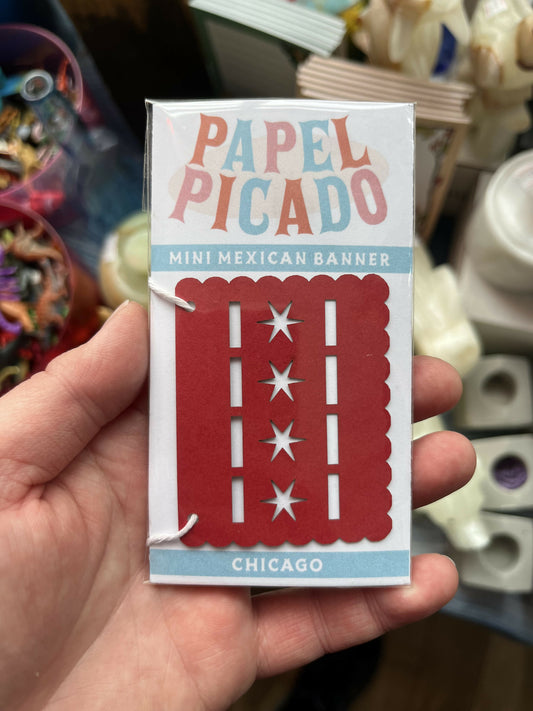 PAPEL
PICADO
MINI MEXICAN BANNER
CHICAGO